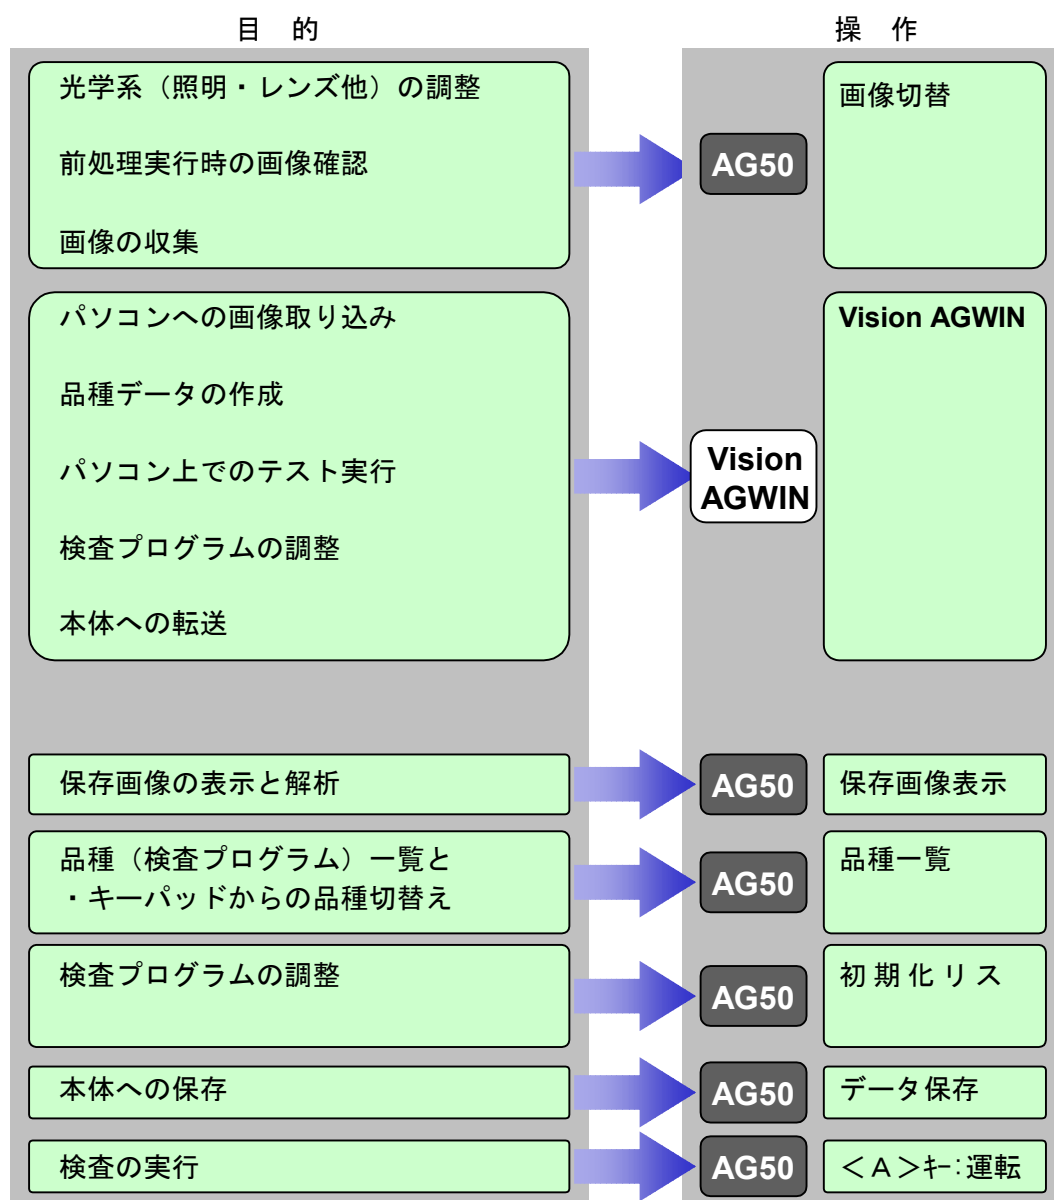 目 的
操 作
光学系（照明・レンズ他）の調整
前処理実行時の画像確認
画像の収集
AG50
画像切替
パソコンへの画像取り込み
品種データの作成
パソコン上でのテスト実行
検査プログラムの調整
本体への転送
Vision
AGWIN
Vision AGWIN
保存画像の表示と解析
AG50
保存画像表示
品種（検査プログラム）一覧と
・キーパッドからの品種切替え
AG50
品種一覧
検査プログラムの調整
AG50
初期化リス
本体への保存
AG50
データ保存
検査の実行
AG50
＜Ａ＞ｷｰ:運転